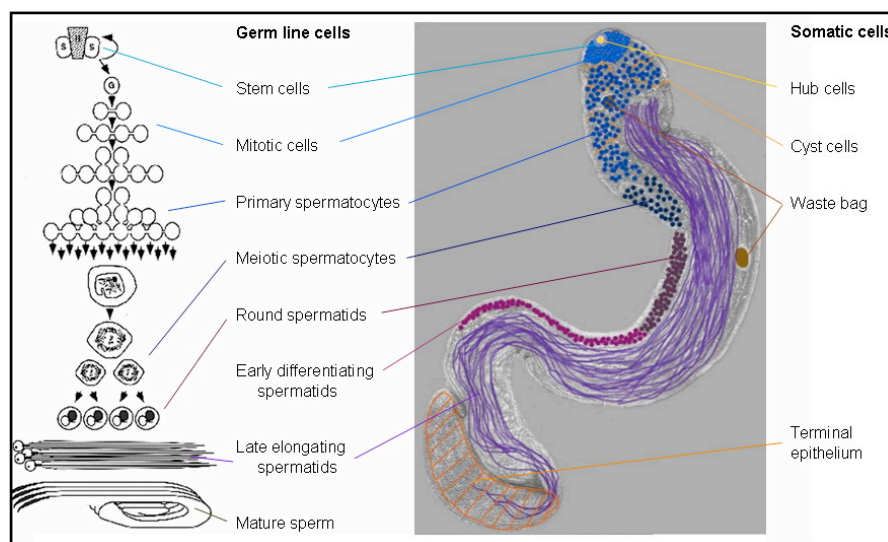 Germ line cells
Somatic cells
H
S S
Stem cells
Hub cells
G
Mitotic cells
Cyst cells
Primary spermatocytes
Waste bag
Meiotic spermatocytes
Round spermatids
Early differentiating
spermatids
Late elongating
spermatids
Terminal
epithelium
Mature sperm